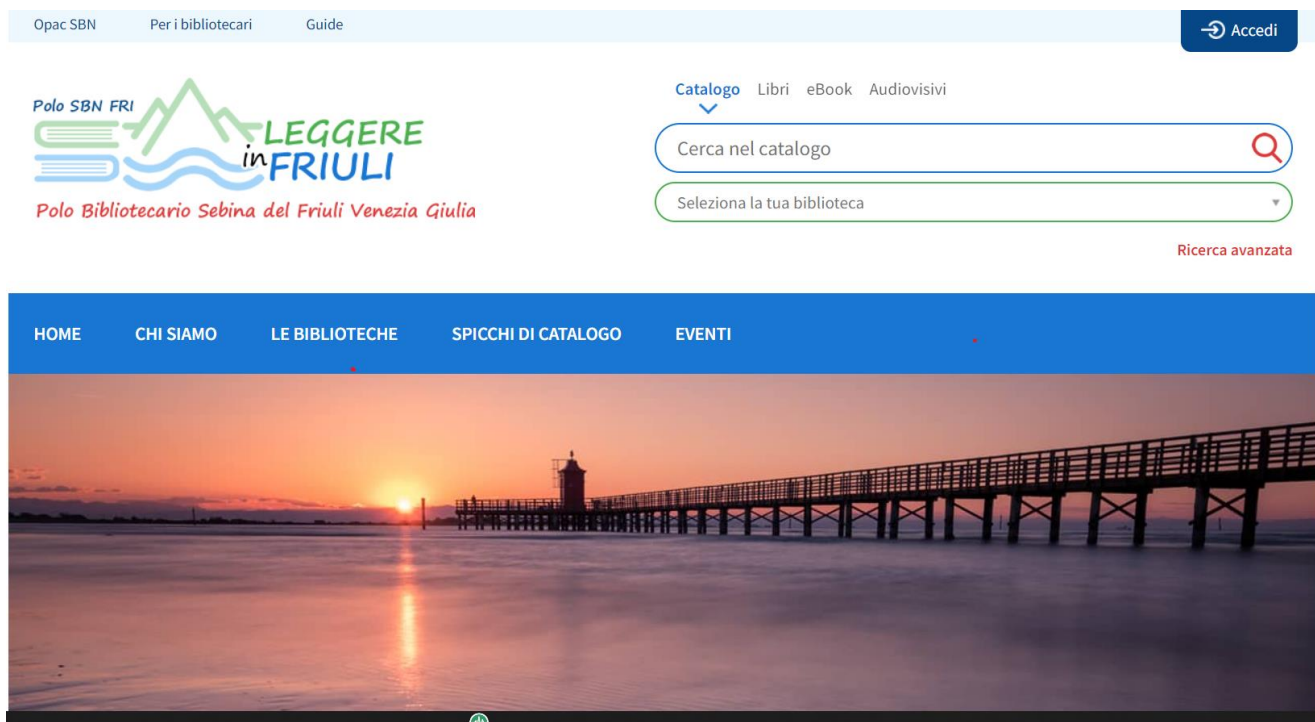 Opac SBN Per i bibliotecari Guide
Accedi
Polo SBN FRI
LEGGERE
in FRIULI
Polo Bibliotecario Sebina del Friuli Venezia Giulia
Catalogo Libri eBook Audiovisivi
Cerca nel catalogo
Seleziona la tua biblioteca
Ricerca avanzata
HOME CHI SIAMO LE BIBLIOTECHE SPICCHI DI CATALOGO EVENTI